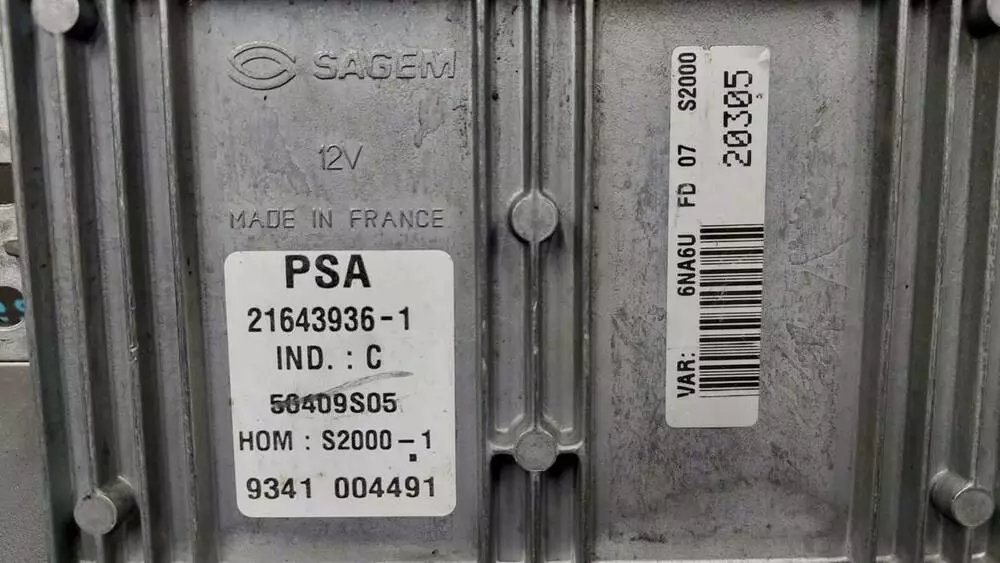 SAGEM
12V
MADE IN FRANCE
PSA
21643936-1
IND. : C
50409S05
HOM : S2000-1
9341 004491
VAR: 6NA6U FD 07 S2000
20305